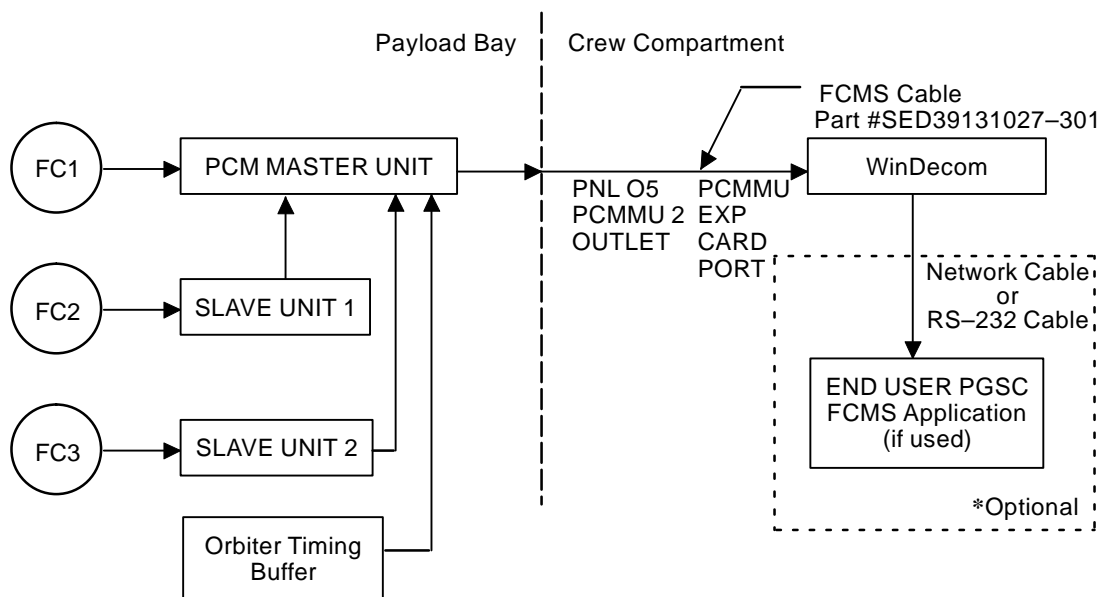 Payload Bay
Crew Compartment
FCMS Cable
Part #SED39131027–301
FC1
PCM MASTER UNIT
WinDecom
PNL O5
PCMMU 2
OUTLET
PCMMU
EXP
CARD
PORT
FC2
SLAVE UNIT 1
Network Cable
or
RS–232 Cable
END USER PGSC
FCMS Application
(if used)
FC3
SLAVE UNIT 2
*Optional
Orbiter Timing
Buffer